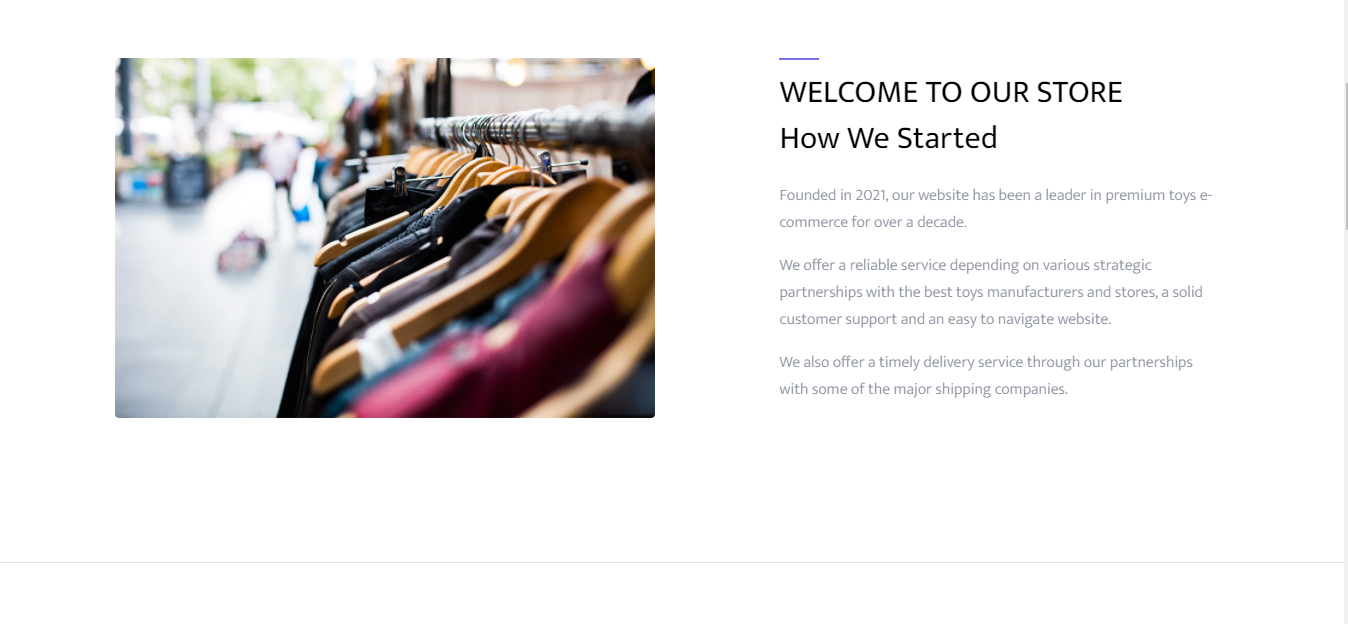 WELCOME TO OUR STORE
How We Started
Founded in 2021, our website has been a leader in premium toys e-
commerce for over a decade.
We offer a reliable service depending on various strategic
partnerships with the best toys manufacturers and stores, a solid
customer support and an easy to navigate website.
We also offer a timely delivery service through our partnerships
with some of the major shipping companies.